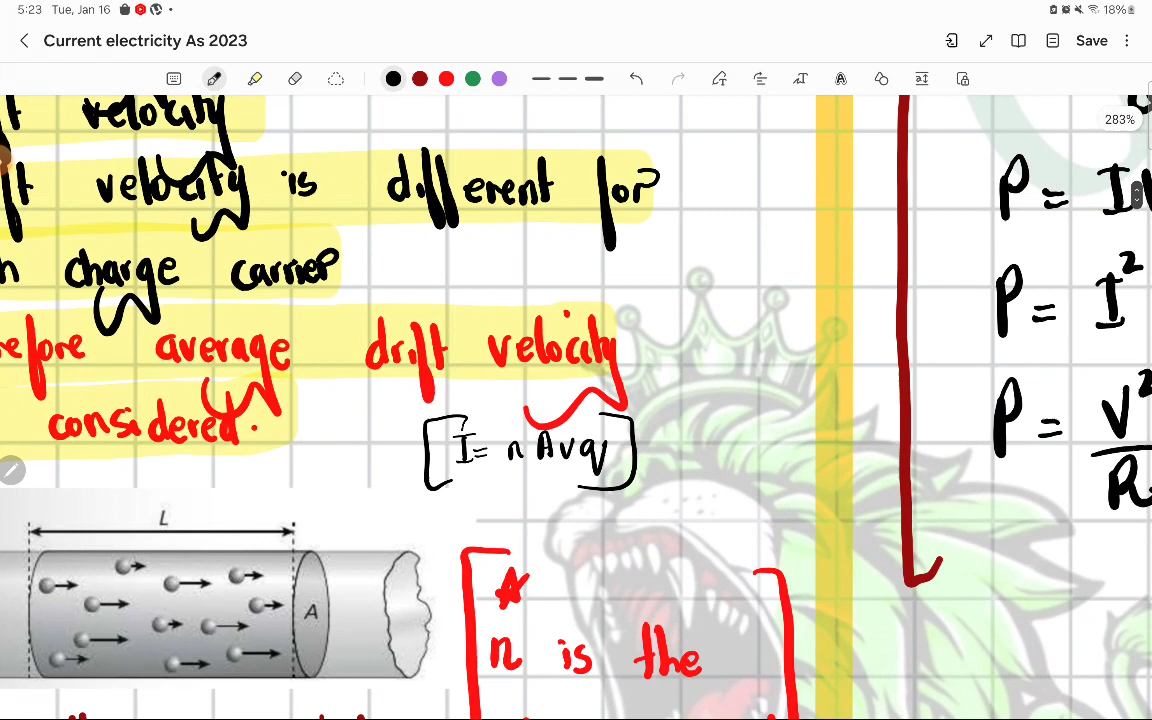 5:23 Tue, Jan 16
18%
Current electricity As 2023
Save
283%
velocity
velocity is different for
charge carrier
average drift velocity
considered.
[I = nAvq]
L
A
n is the
P = I
P = I²
P = V²
R